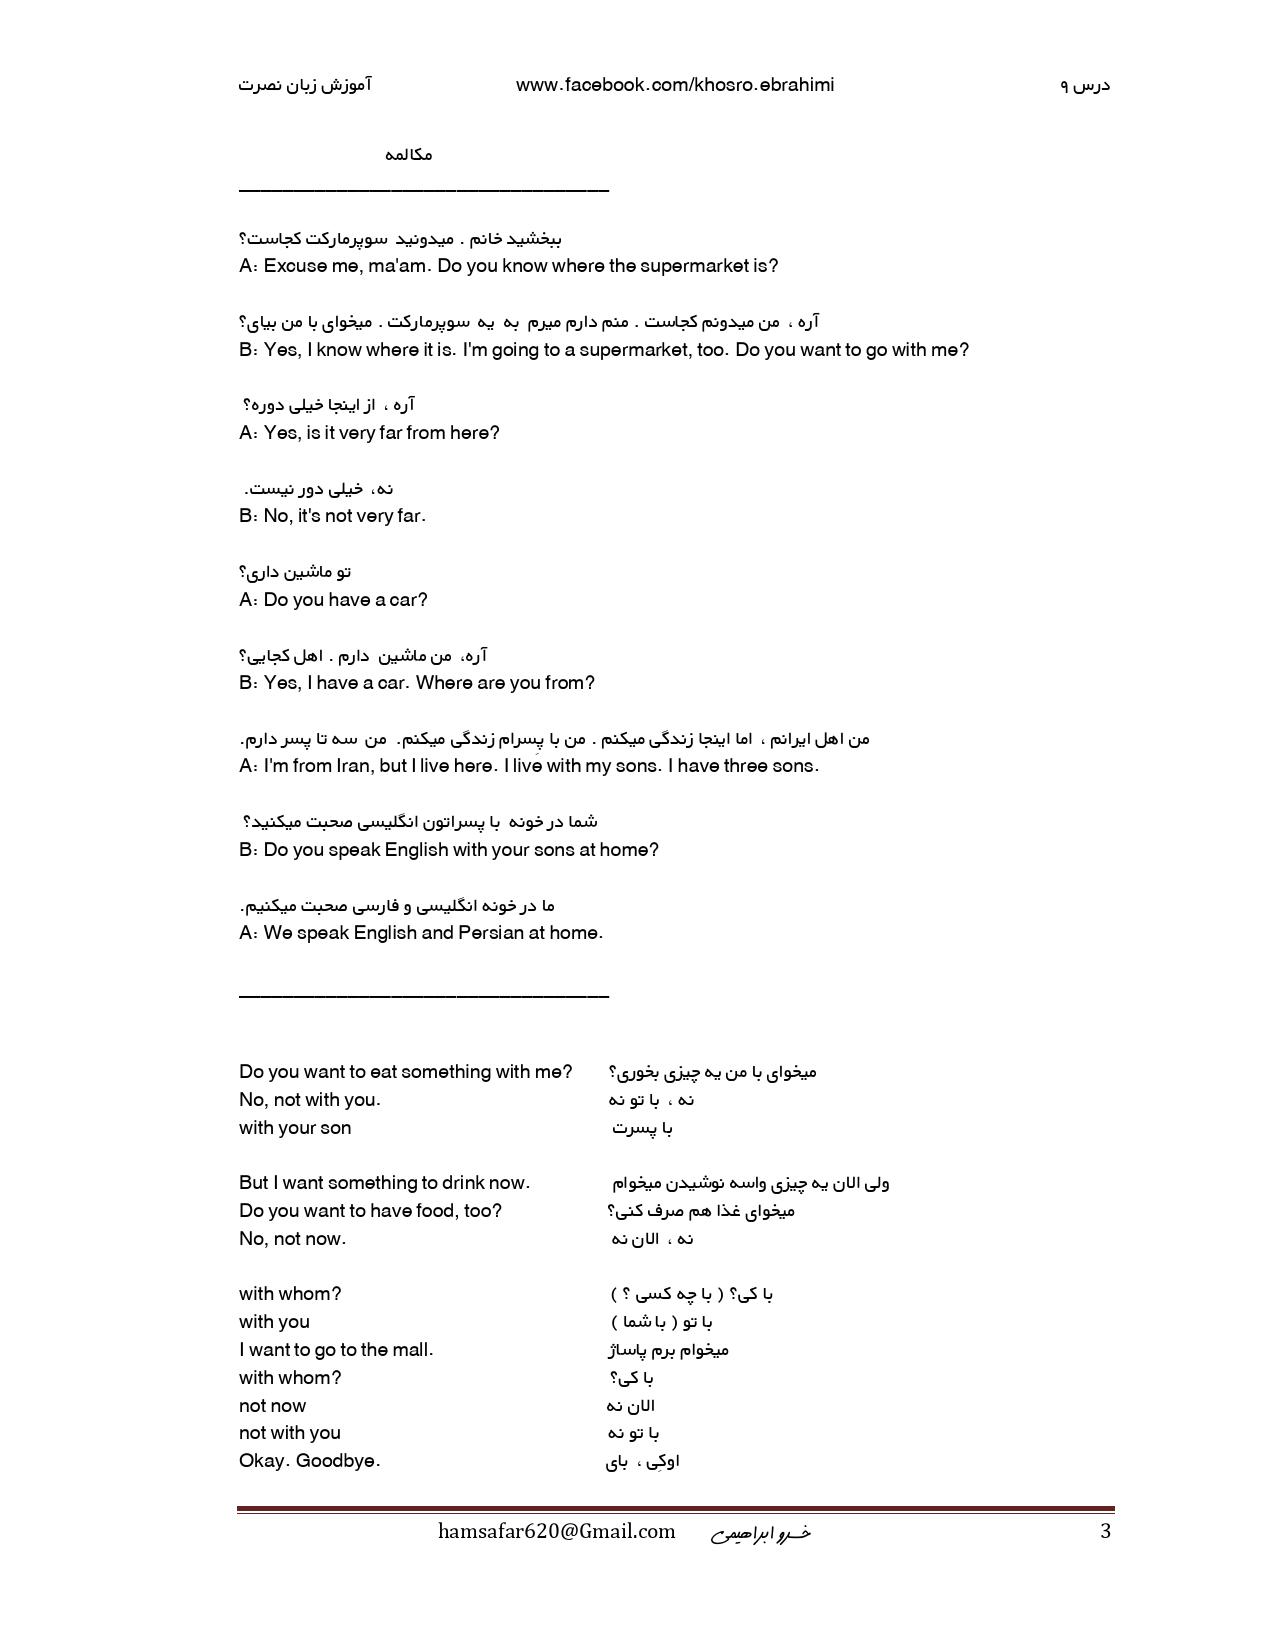 درس ۹ www.facebook.com/khosro.ebrahimi آموزش زبان نصرت
مکالمه
___________________________________
ببخشید خانم . میدونید سوپرمارکت کجاست؟
A: Excuse me, ma'am. Do you know where the supermarket is?
آره ، من میدونم کجاست . منم دارم میرم به یه سوپرمارکت . میخوای با من بیای؟
B: Yes, I know where it is. I'm going to a supermarket, too. Do you want to go with me?
آره ، از اینجا خیلی دوره؟
A: Yes, is it very far from here?
نه، خیلی دور نیست.
B: No, it's not very far.
تو ماشین داری؟
A: Do you have a car?
آره، من ماشین دارم . اهل کجایی؟
B: Yes, I have a car. Where are you from?
من اهل ایرانم ، اما اینجا زندگی میکنم . من با پِسرام زندگی میکنم. من سه تا پسر دارم.
A: I'm from Iran, but I live here. I live with my sons. I have three sons.
شما در خونه با پسراتون انگلیسی صحبت میکنید؟
B: Do you speak English with your sons at home?
ما در خونه انگلیسی و فارسی صحبت میکنیم.
A: We speak English and Persian at home.
___________________________________
Do you want to eat something with me? میخوای با من یه چیزی بخوری؟
No, not with you. نه ، با تو نه
with your son با پسرت
But I want something to drink now. ولی الان یه چیزی واسه نوشیدن میخوام
Do you want to have food, too? میخوای غذا هم صرف کنی؟
No, not now. نه ، الان نه
with whom? با کی؟ ( با چه کسی ؟ )
with you با تو ( با شما )
I want to go to the mall. میخوام برم پاساژ
with whom? با کی؟
not now الان نه
not with you با تو نه
Okay. Goodbye. اوکِی ، بای
hamsafar620@Gmail.com خسرو ابراهیمی 3